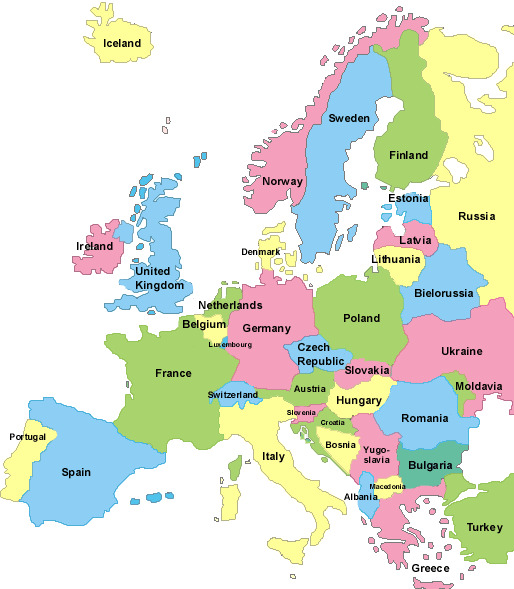 Iceland
Sweden
Finland
Norway
Estonia
Russia
Ireland
Latvia
Denmark
Lithuania
United
Kingdom
Bielorussia
Netherlands
Belgium
Germany
Poland
Luxembourg
Czech
Republic
Ukraine
France
Slovakia
Moldavia
Switzerland
Austria
Hungary
Slovenia
Romania
Croatia
Portugal
Bosnia
Yugo-
slavia
Italy
Bulgaria
Spain
Macedonia
Albania
Turkey
Greece